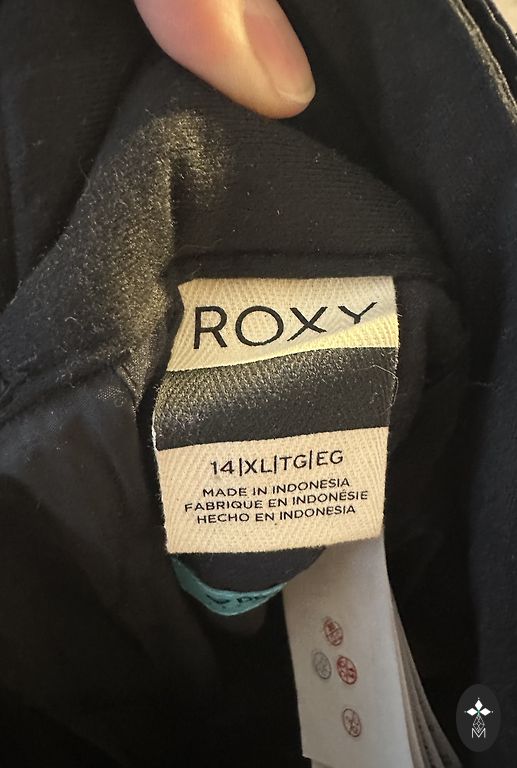 ROXY
14|XL|TG|EG
MADE IN INDONESIA
FABRIQUE EN INDONÉSIE
HECHO EN INDONESIA